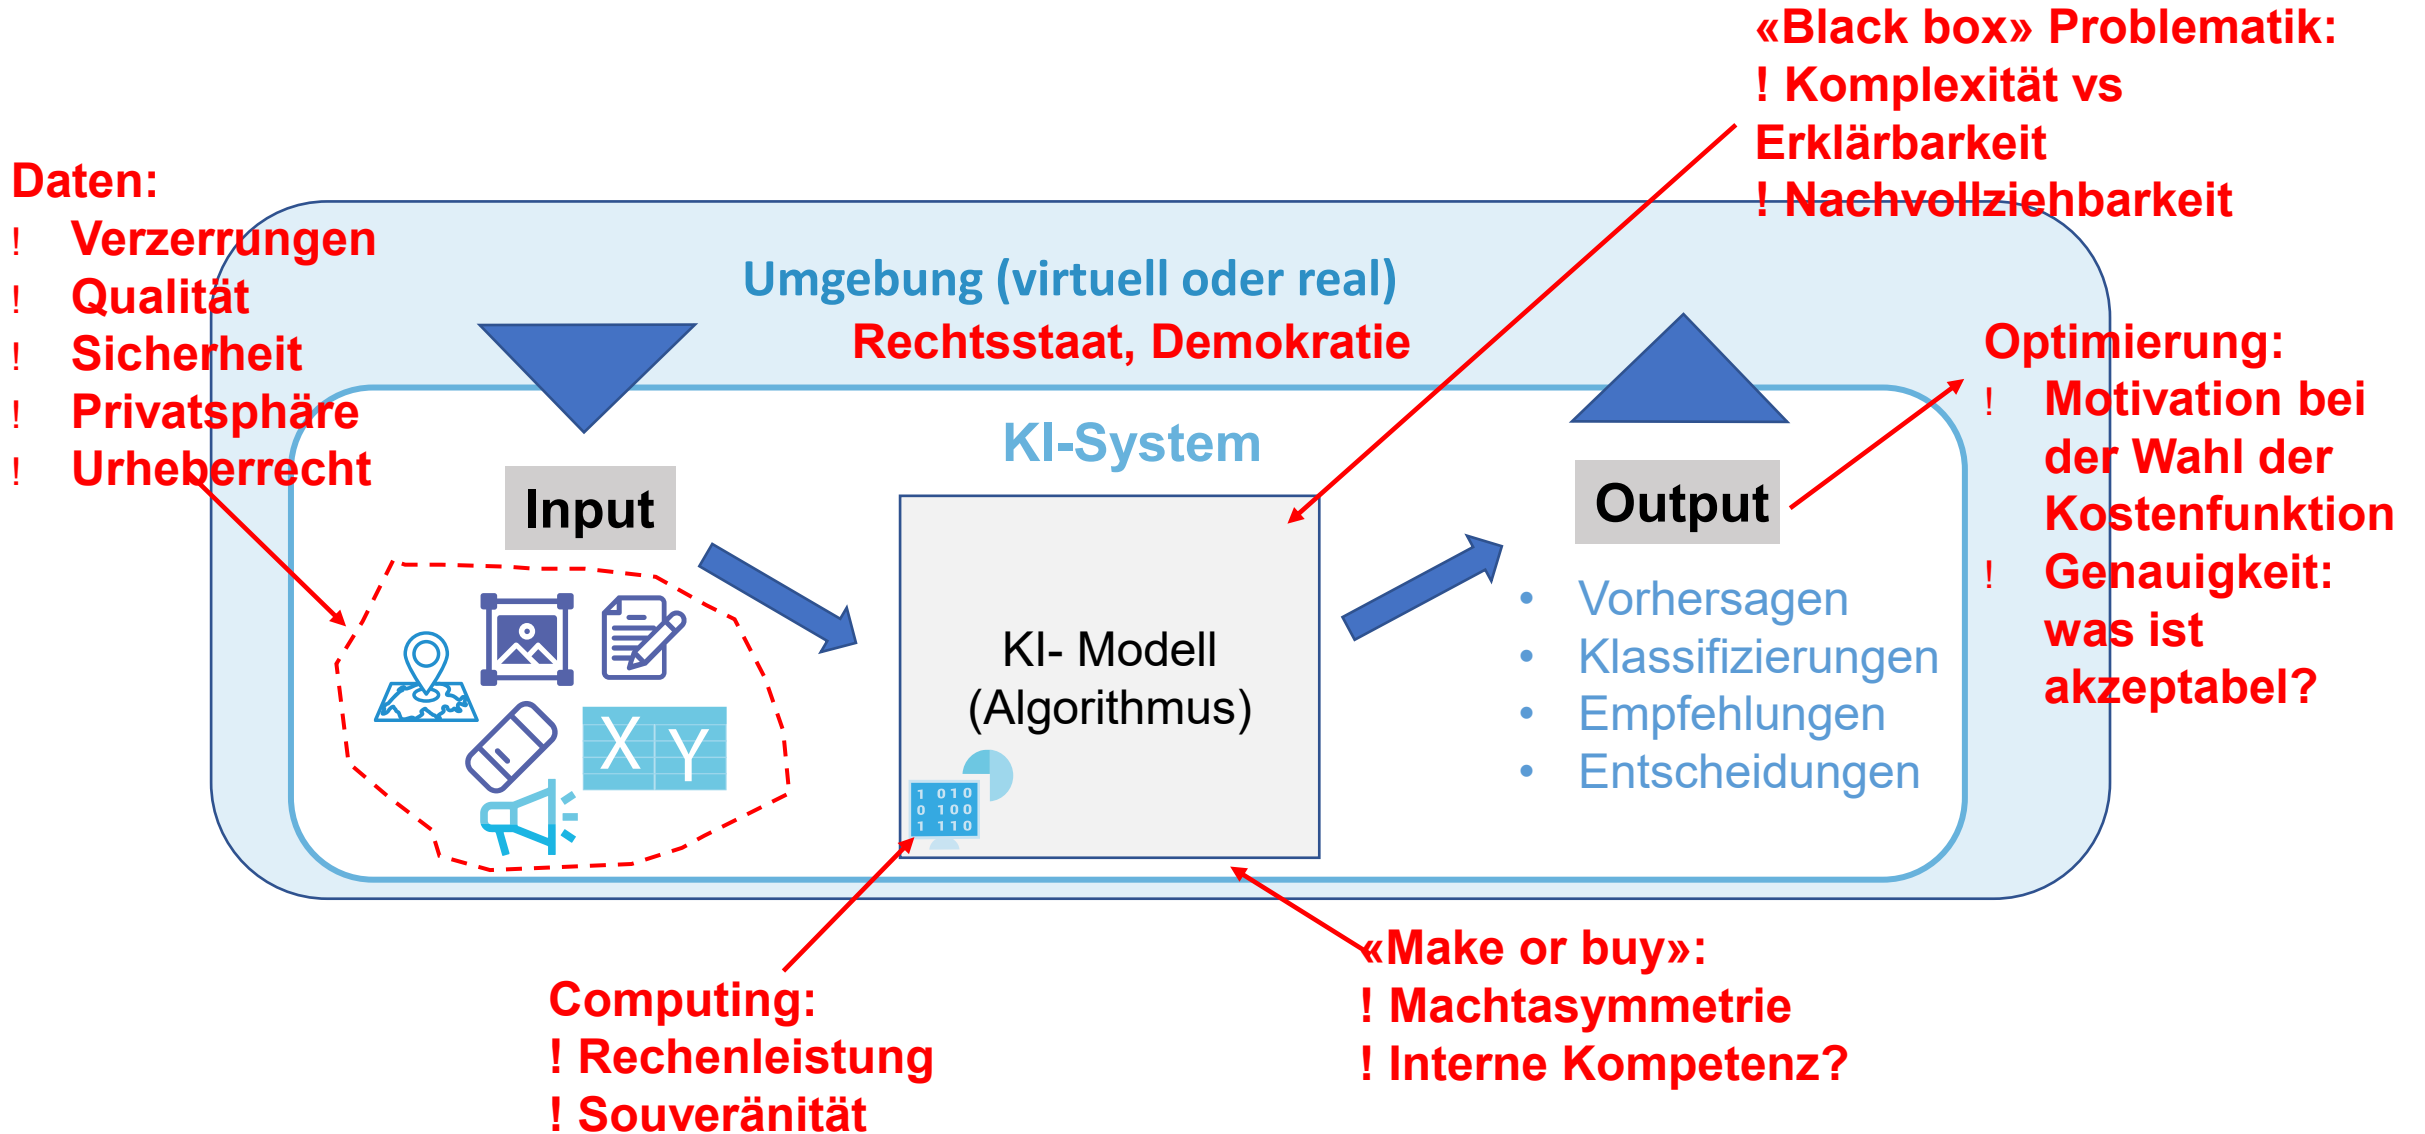 «Black box» Problematik:
! Komplexität vs
Erklärbarkeit
! Nachvollziehbarkeit
Daten:
! Verzerrungen
! Qualität
! Sicherheit
! Privatsphäre
! Urheberrecht
Umgebung (virtuell oder real)
Rechtsstaat, Demokratie
KI-System
Input
X Y
KI- Modell
(Algorithmus)
1 010
0 100
1 110
Output
• Vorhersagen
• Klassifizierungen
• Empfehlungen
• Entscheidungen
Optimierung:
! Motivation bei
der Wahl der
Kostenfunktion
! Genauigkeit:
was ist
akzeptabel?
Computing:
! Rechenleistung
! Souveränität
«Make or buy»:
! Machtasymmetrie
! Interne Kompetenz?